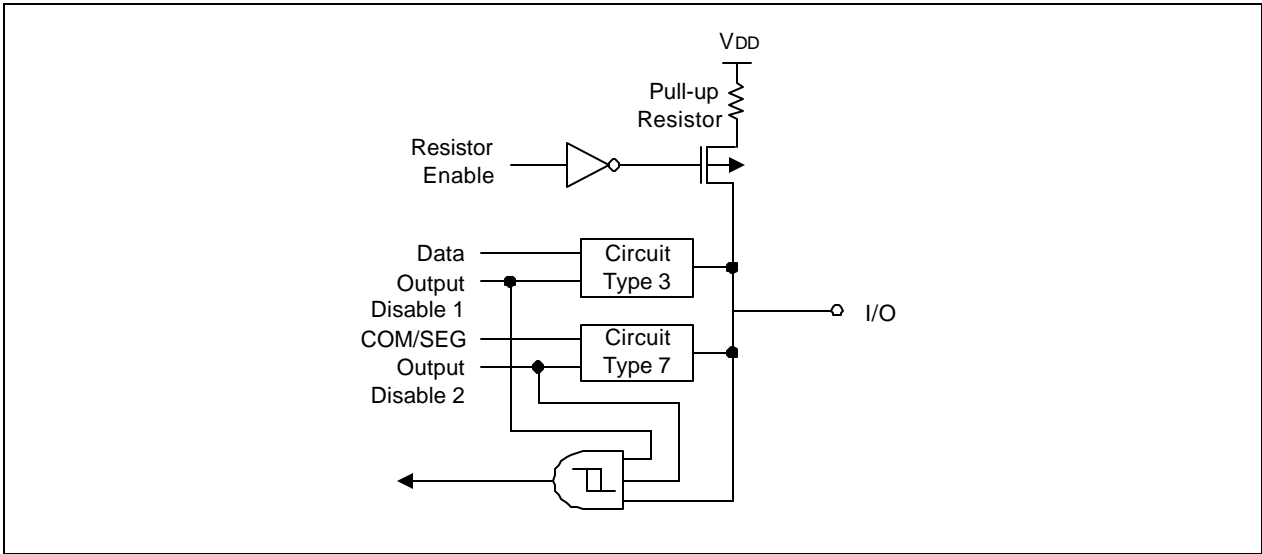 VDD
Pull-up
Resistor
Resistor
Enable
Data
Output
Disable 1
COM/SEG
Output
Disable 2
Circuit
Type 3
Circuit
Type 7
I/O